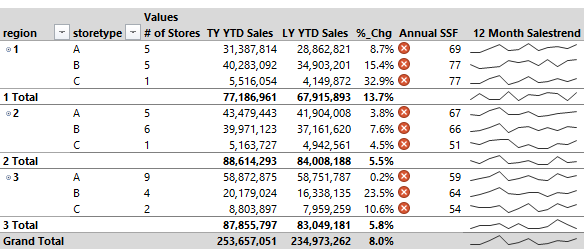 Values
region storetype # of Stores TY YTD Sales LY YTD Sales %_Chg Annual SSF 12 Month Salestrend
1 A 5 31,387,814 28,862,821 8.7% 69
B 5 40,283,092 34,903,201 15.4% 77
C 1 5,516,054 4,149,872 32.9% 77
1 Total 77,186,961 67,915,893 13.7%
2 A 5 43,479,443 41,904,008 3.8% 67
B 6 39,971,123 37,161,620 7.6% 66
C 1 5,163,727 4,942,561 4.5% 51
2 Total 88,614,293 84,008,188 5.5%
3 A 9 58,872,875 58,751,787 0.2% 59
B 4 20,179,024 16,338,135 23.5% 64
C 2 8,803,897 7,959,259 10.6% 54
3 Total 87,855,797 83,049,181 5.8%
Grand Total 253,657,051 234,973,262 8.0%